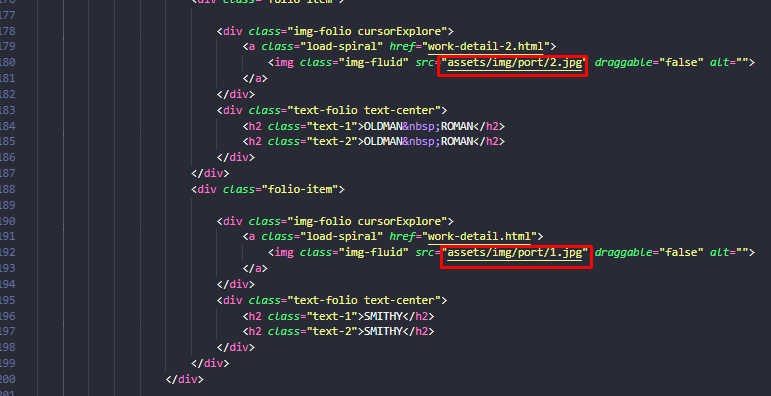 177
178 <div class="img-folio cursorExplore">
179 <a class="load-spiral" href="work-detail-2.html">
180 <img class="img-fluid" src="assets/img/port/2.jpg" draggable="false" alt="">
181 </a>
182 </div>
183 <div class="text-folio text-center">
184 <h2 class="text-1">OLDMAN&nbsp;ROMAN</h2>
185 <h2 class="text-2">OLDMAN&nbsp;ROMAN</h2>
186 </div>
187 </div>
188 <div class="folio-item">
189
190 <div class="img-folio cursorExplore">
191 <a class="load-spiral" href="work-detail.html">
192 <img class="img-fluid" src="assets/img/port/1.jpg" draggable="false" alt="">
193 </a>
194 </div>
195 <div class="text-folio text-center">
196 <h2 class="text-1">SMITHY</h2>
197 <h2 class="text-2">SMITHY</h2>
198 </div>
199 </div>
200 </div>